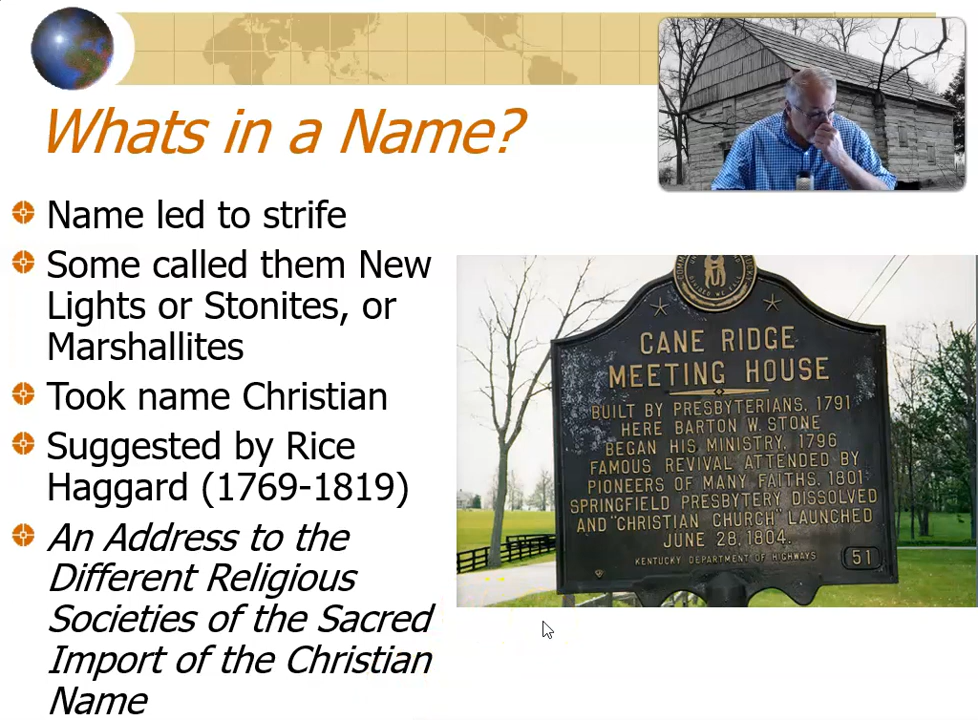 Whats in a Name?
Name led to strife
Some called them New
Lights or Stonites, or
Marshallites
Took name Christian
Suggested by Rice
Haggard (1769-1819)
An Address to the
Different Religious
Societies of the Sacred
Import of the Christian
Name
CANE RIDGE
MEETING HOUSE
BUILT BY PRESBYTERIANS, 1791
HERE BARTON W. STONE
BEGAN HIS MINISTRY, 1796
FAMOUS REVIVAL ATTENDED BY
PIONEERS OF MANY FAITHS, 1801
SPRINGFIELD PRESBYTERY DISSOLVED
AND "CHRISTIAN CHURCH" LAUNCHED
JUNE 28, 1804.
KENTUCKY DEPARTMENT OF HIGHWAYS
51